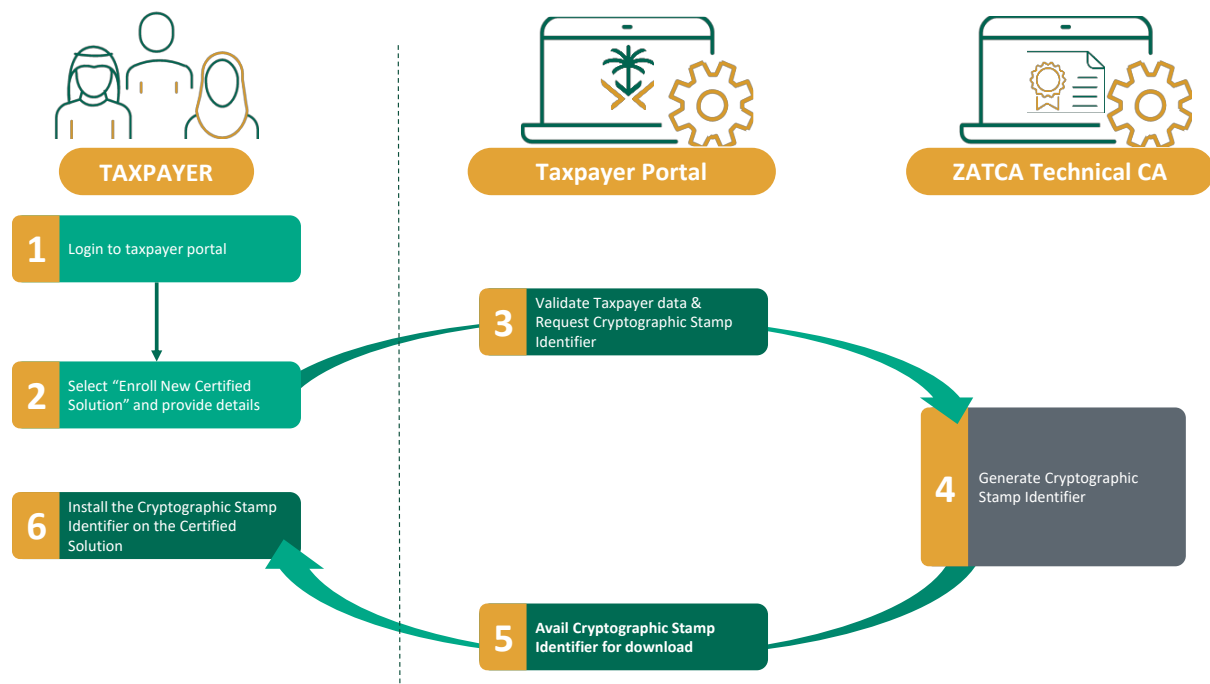 TAXPAYER
Taxpayer Portal
ZATCA Technical CA
1
Login to taxpayer portal
2
Select “Enroll New Certified
Solution” and provide details
3
Validate Taxpayer data &
Request Cryptographic Stamp
Identifier
4
Generate Cryptographic
Stamp Identifier
5
Avail Cryptographic Stamp
Identifier for download
6
Install the Cryptographic Stamp
Identifier on the Certified
Solution